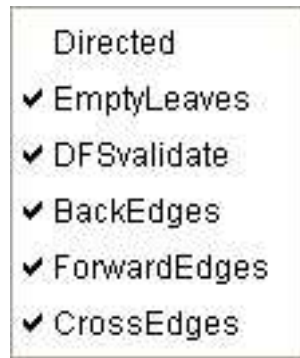 Directed
✔ EmptyLeaves
✔ DFSvalidate
✔ BackEdges
✔ ForwardEdges
✔ CrossEdges